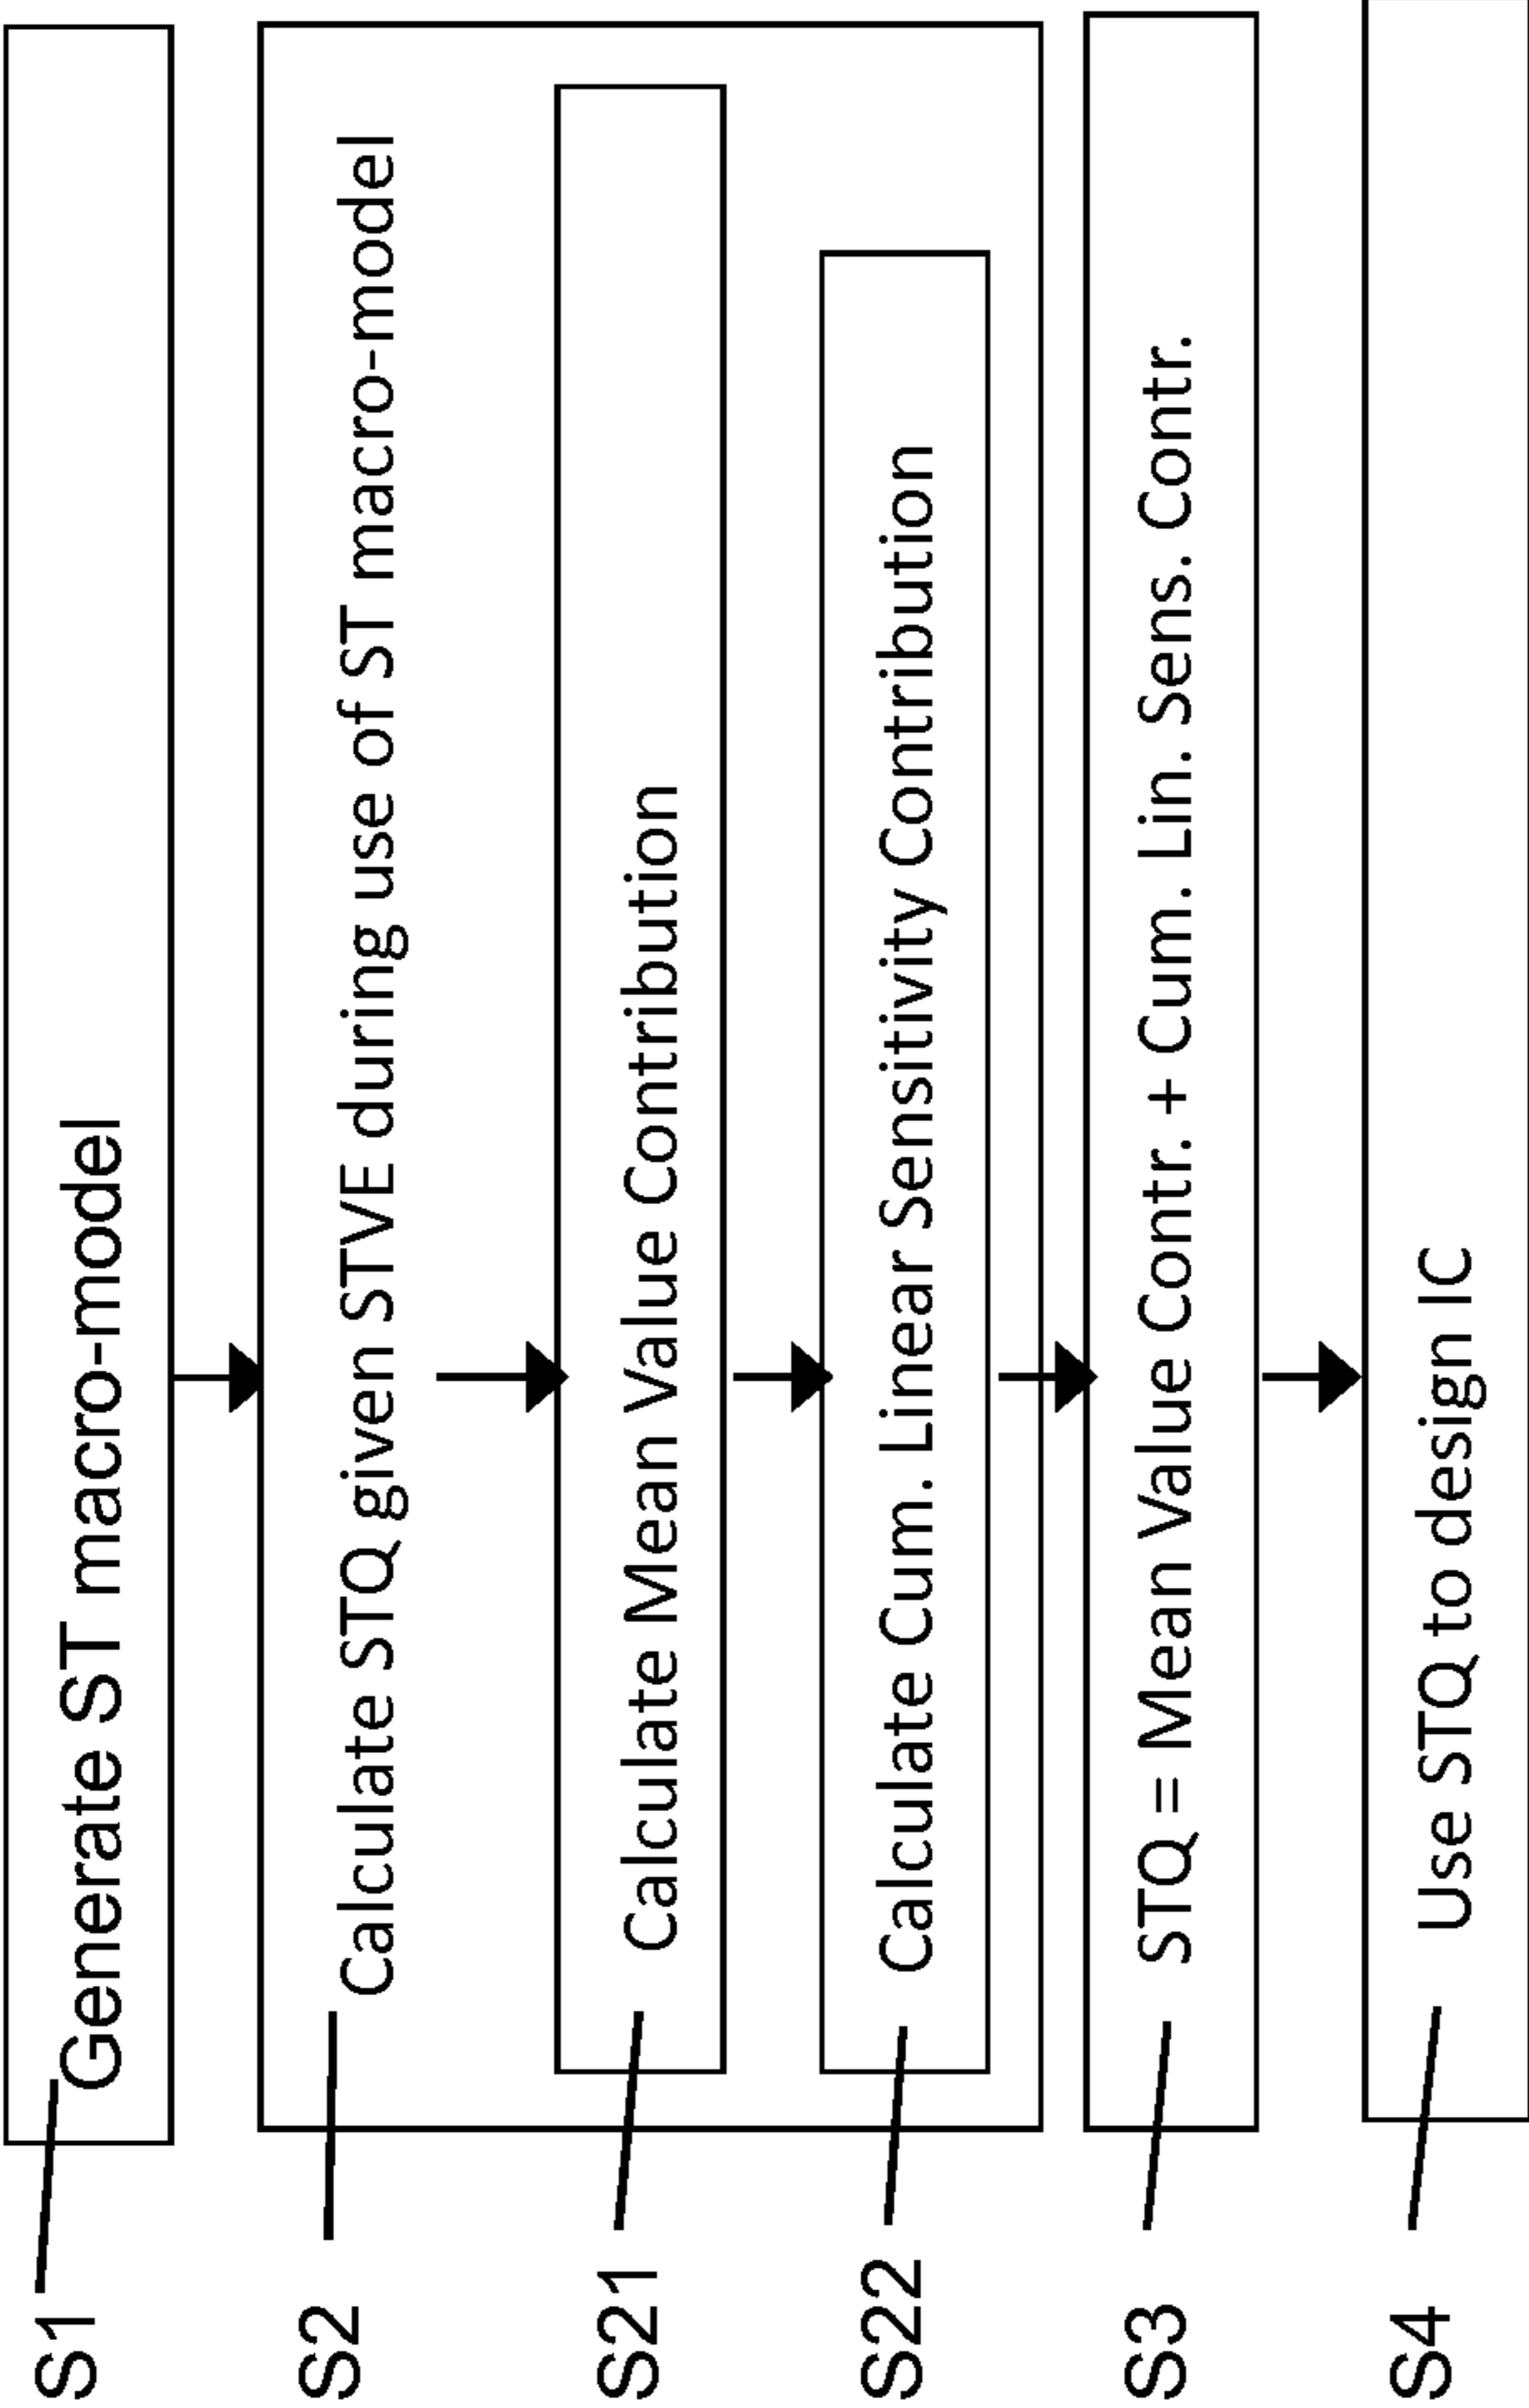 S1 Generate ST macro-model
S2 Calculate STQ given STVE during use of ST macro-model
S21 Calculate Mean Value Contribution
S22 Calculate Cum. Linear Sensitivity Contribution
S3 STQ = Mean Value Contr. + Cum. Lin. Sens. Contr.
S4 Use STQ to design IC